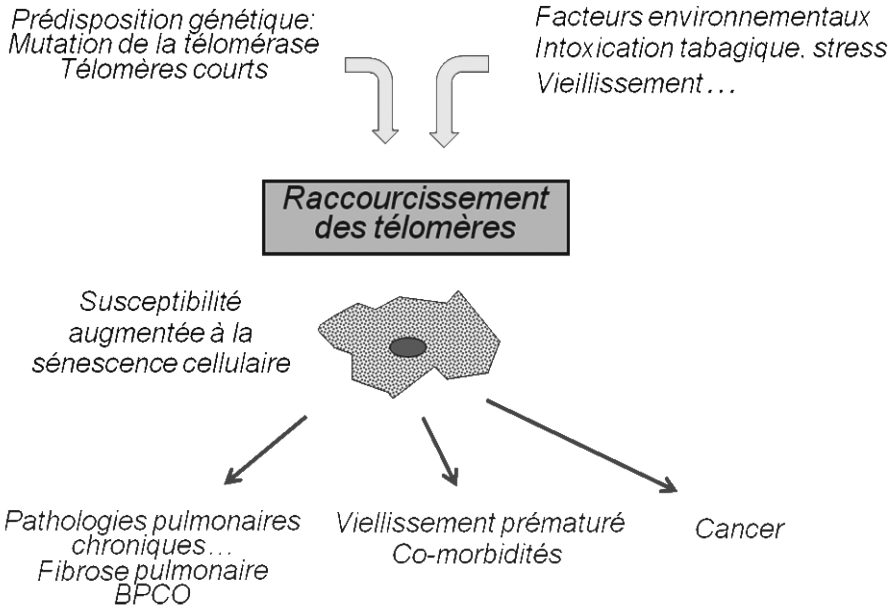 Prédisposition génétique:
Mutation de la télomérase
Télomères courts
Facteurs environnementaux
Intoxication tabagique, stress
Vieillissement...
Raccourcissement
des télomères
Susceptibilité
augmentée à la
sénescence cellulaire
Pathologies pulmonaires
chroniques...
Fibrose pulmonaire
BPCO
Viellissement prématuré
Co-morbidités
Cancer